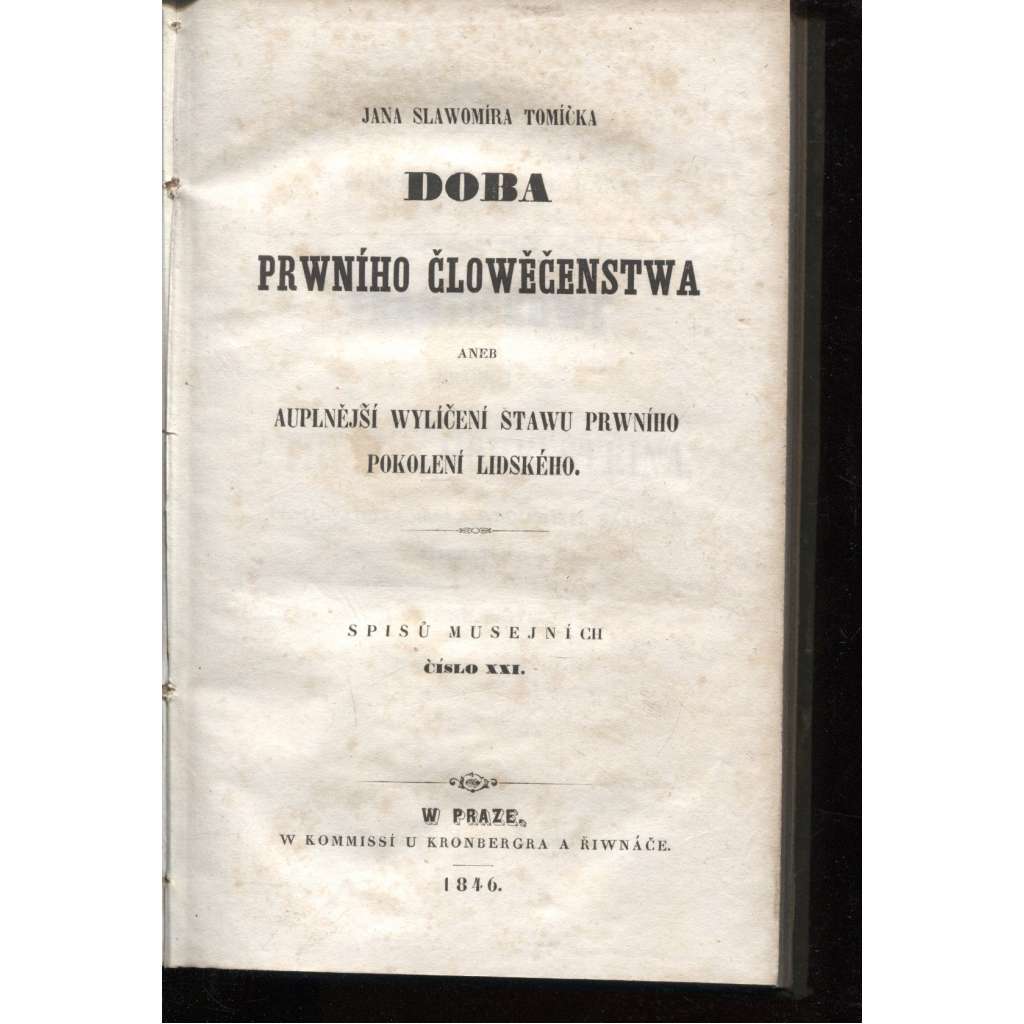 JANA SLAWOMÍRA TOMÍČKA
DOBA
PRWNÍHO ČLOWĚČENSTWA
ANEB
AUPLNĚJŠÍ WYLÍČENÍ STAWU PRWNÍHO
POKOLENÍ LIDSKÉHO.
SPISŮ MUSEJNÍCH
ČÍSLO XXI.
W PRAZE,
W KOMMISSÍ U KRONBERGRA A ŘIWNÁČE.
1846.